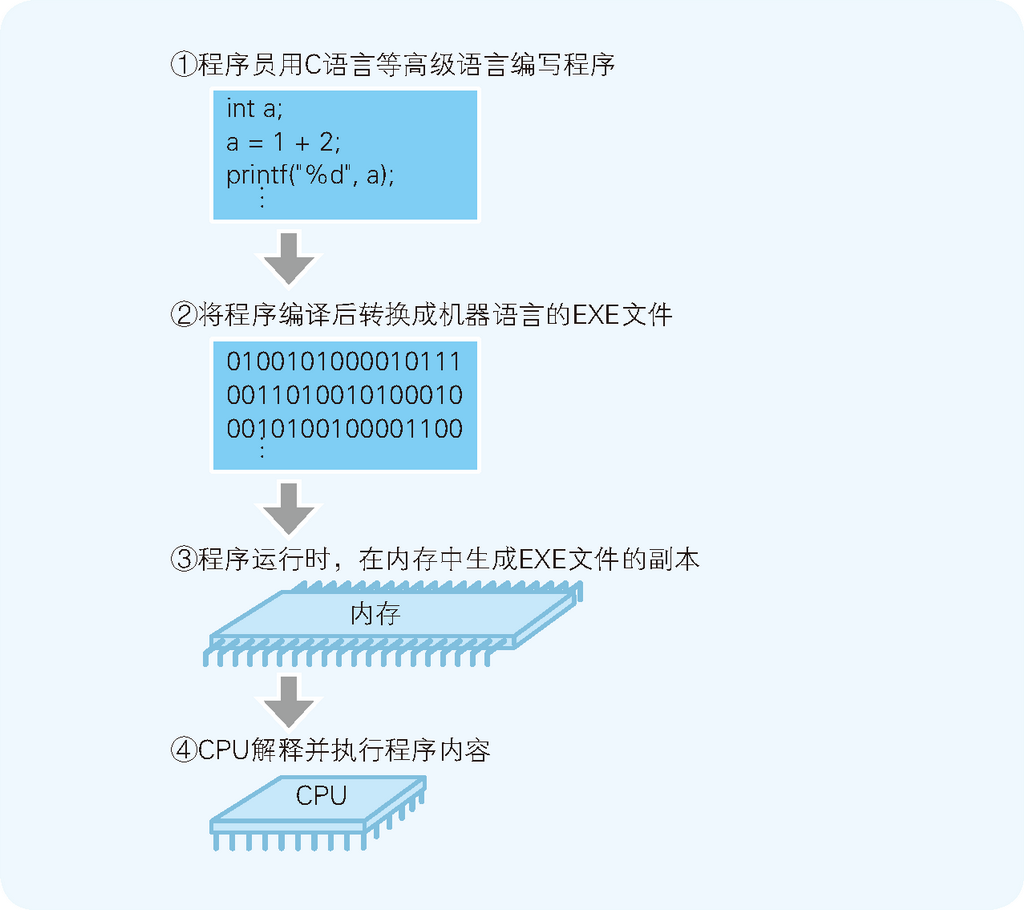 ①程序员用C语言等高级语言编写程序
int a;
a = 1 + 2;
printf("%d", a);
⋮
②将程序编译后转换成机器语言的EXE文件
0100101000010111
0011010010100010
0010100100001100
⋮
③程序运行时，在内存中生成EXE文件的副本
内存
④CPU解释并执行程序内容
CPU